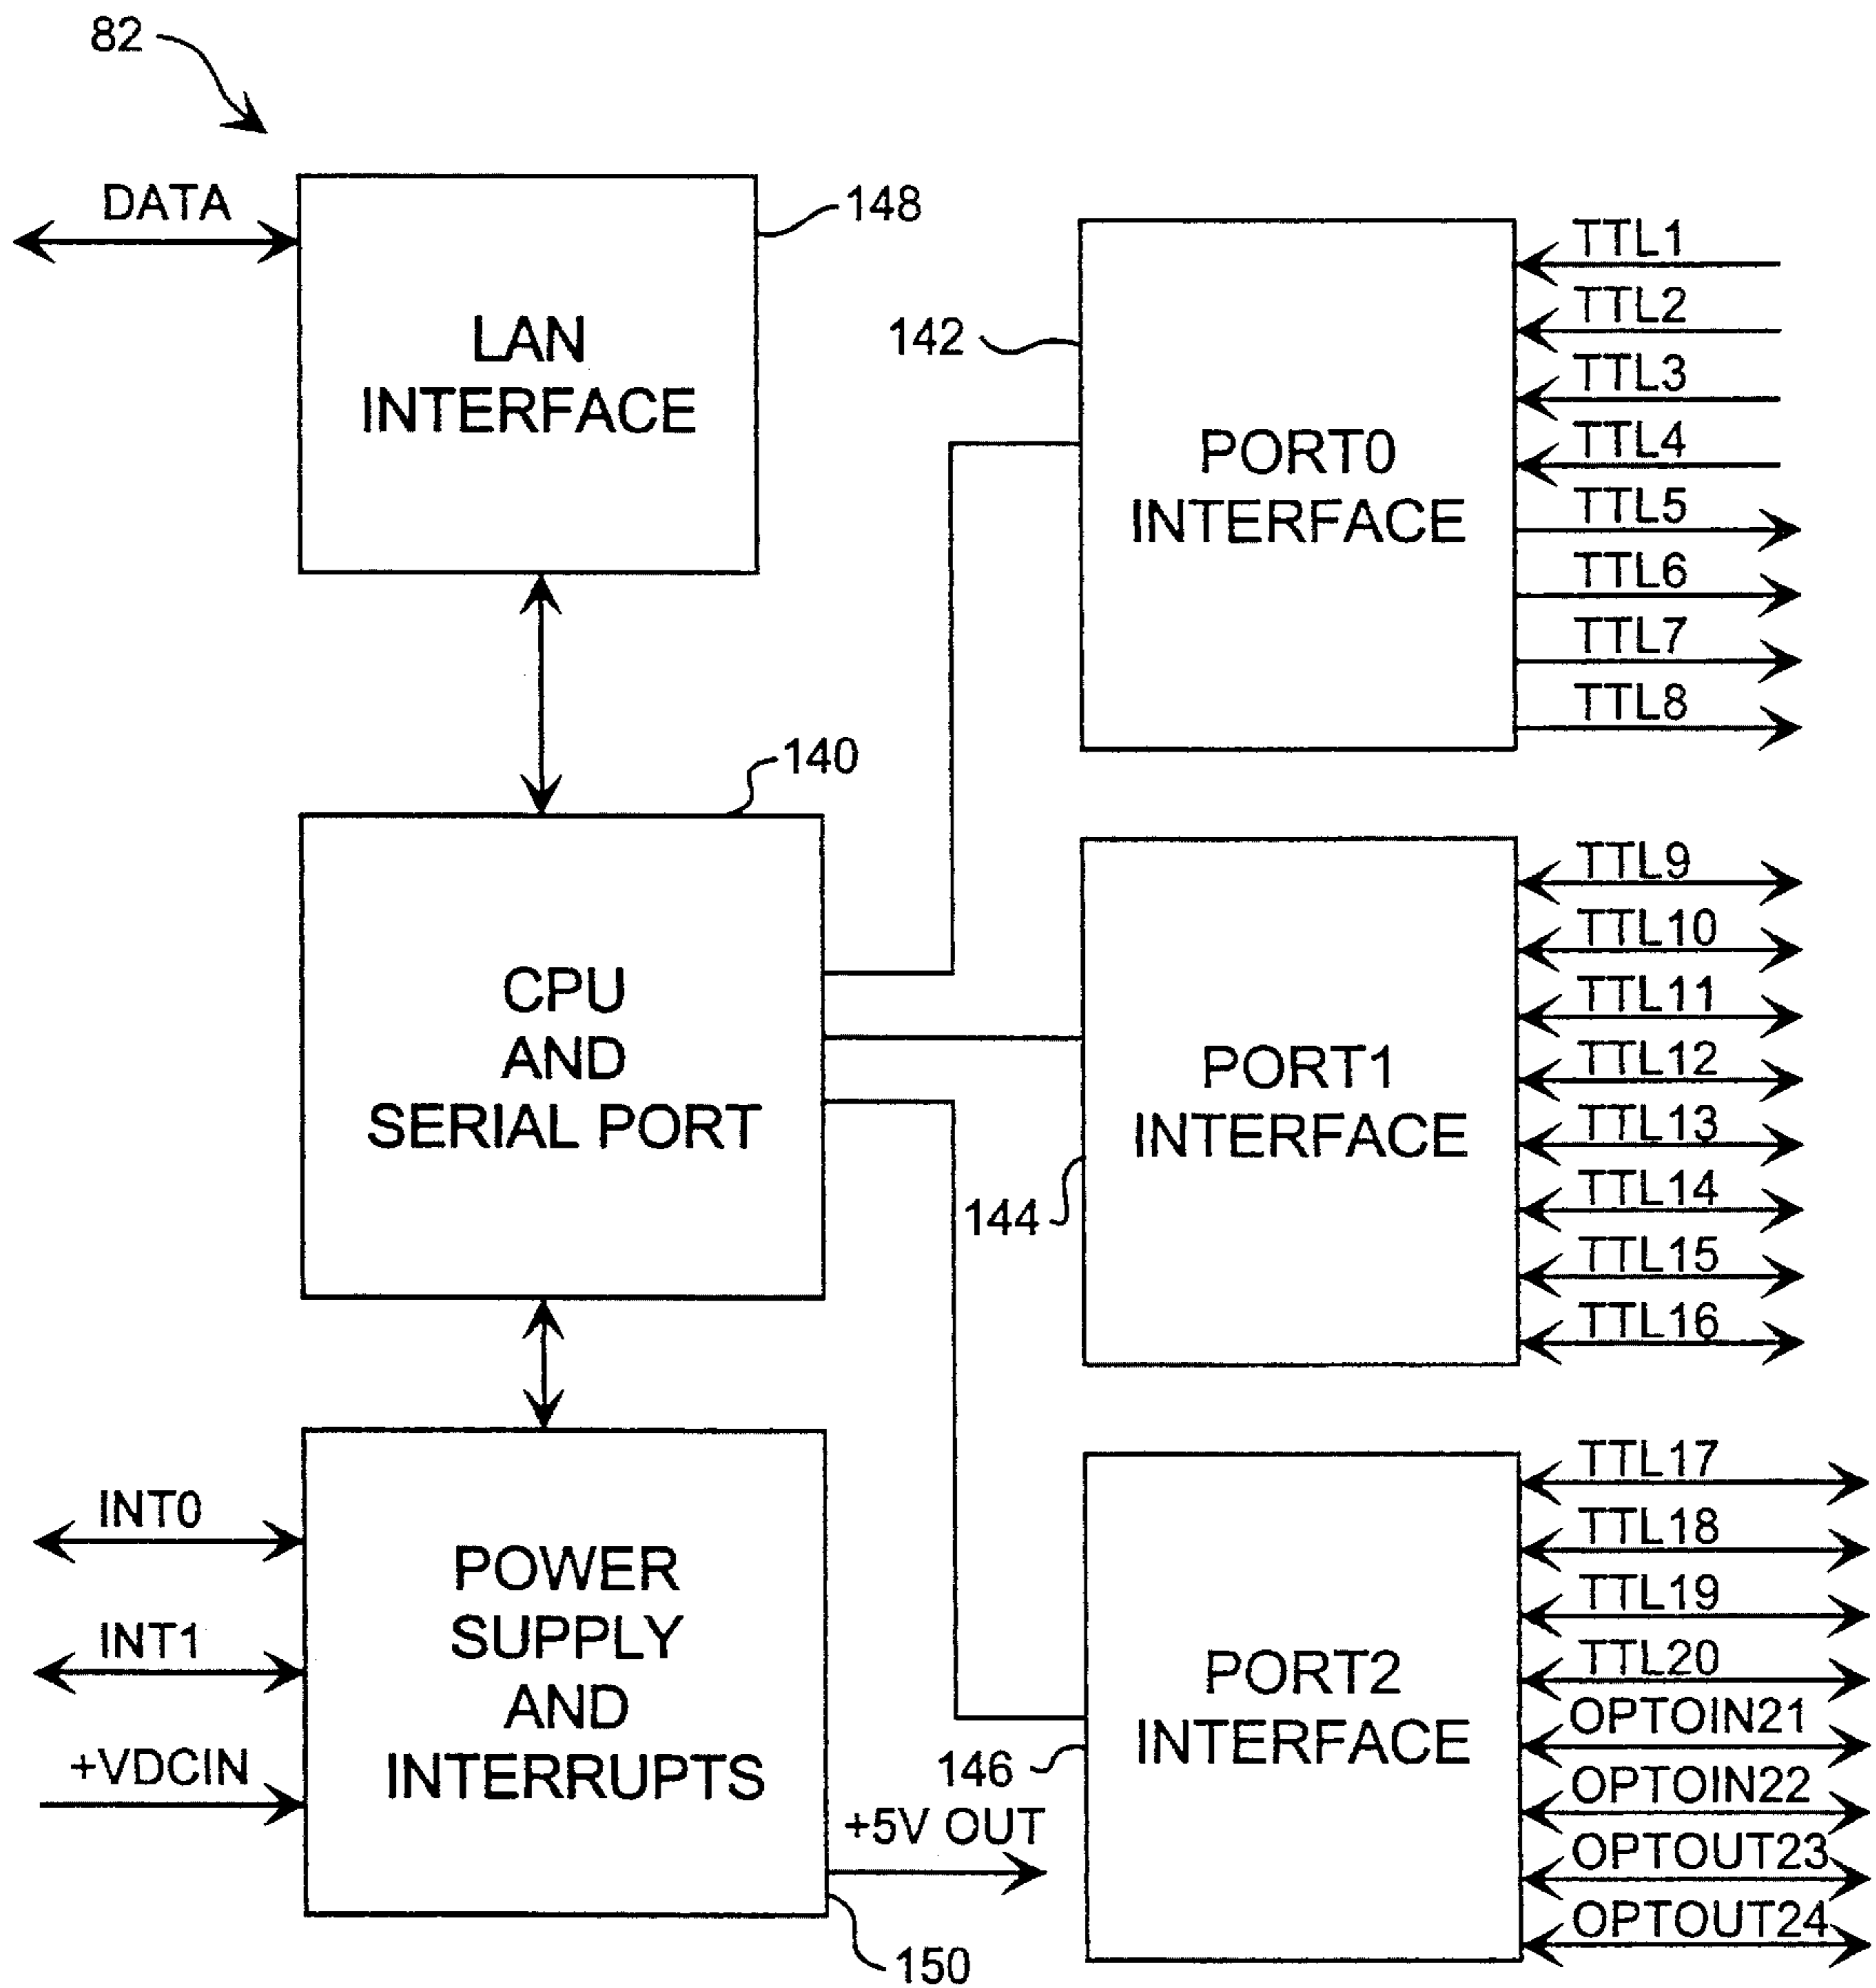 82
DATA
148
LAN
INTERFACE
142
PORT0
INTERFACE
TTL1
TTL2
TTL3
TTL4
TTL5
TTL6
TTL7
TTL8
140
CPU
AND
SERIAL PORT
144
PORT1
INTERFACE
TTL9
TTL10
TTL11
TTL12
TTL13
TTL14
TTL15
TTL16
INT0
INT1
+VDCIN
POWER
SUPPLY
AND
INTERRUPTS
+5V OUT
150
146
PORT2
INTERFACE
TTL17
TTL18
TTL19
TTL20
OPTOIN21
OPTOIN22
OPTOUT23
OPTOUT24